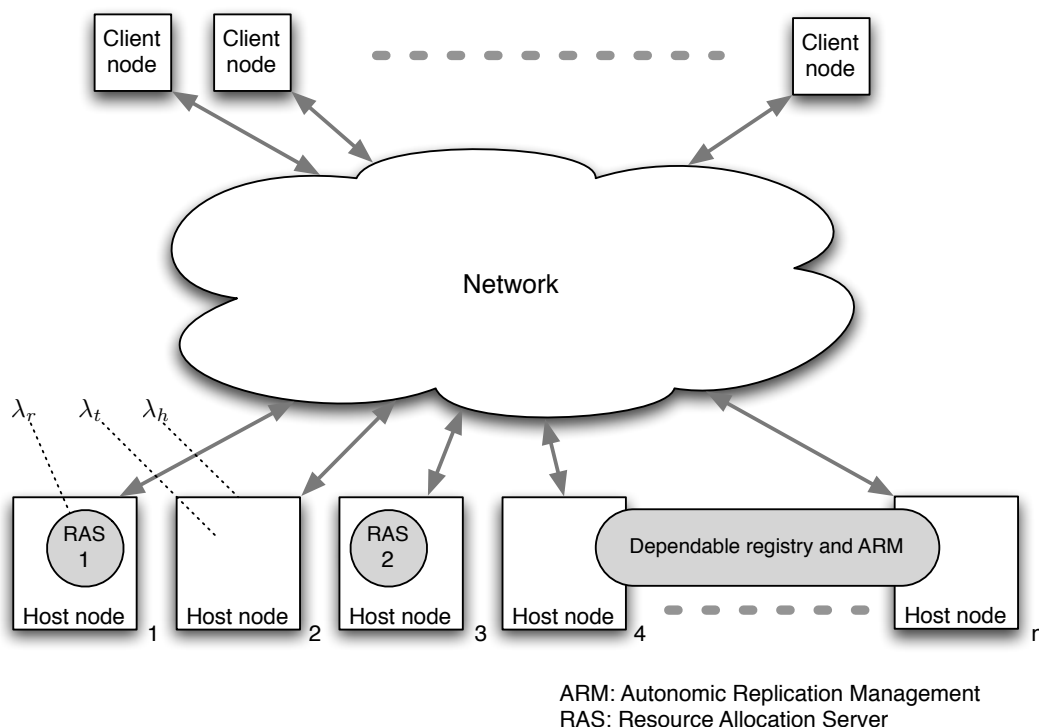 Client
node
Client
node
Client
node
Network
λr
λt
λh
RAS
1
RAS
2
Dependable registry and ARM
Host node
1
Host node
2
Host node
3
Host node
4
Host node
n
ARM: Autonomic Replication Management
RAS: Resource Allocation Server